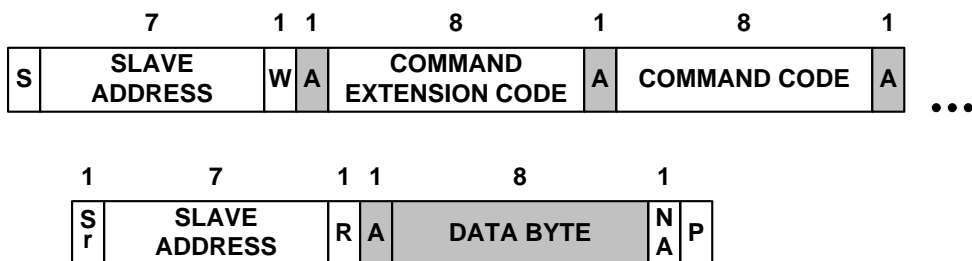 7 1 1 8 1 8 1
S SLAVE ADDRESS W A COMMAND EXTENSION CODE A COMMAND CODE A ...
1 7 1 1 8 1
Sr SLAVE ADDRESS R A DATA BYTE NA P